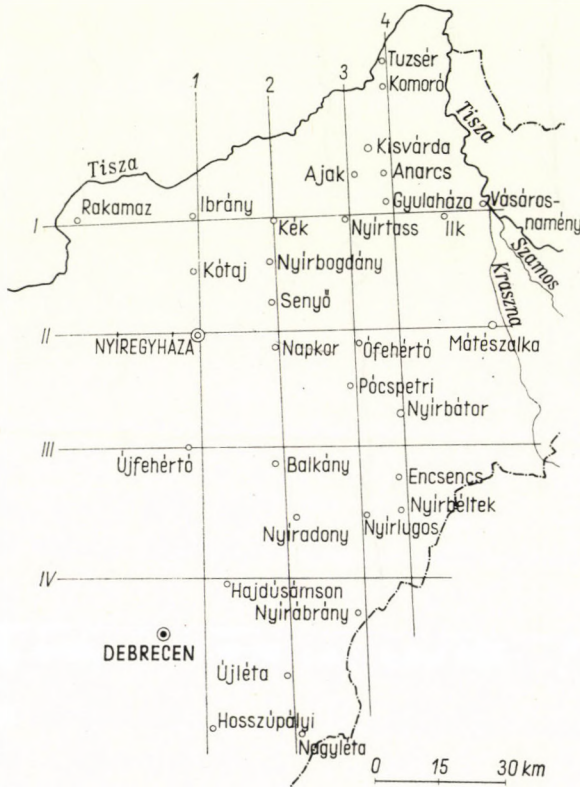 4
Tuzsér
1
2
3
Komoró
Tisza
Kisvárda
Tisza
Ajak
Anarcs
Rakamaz
Ibrány
Gyulaháza
Vásáros-
namény
I
Kék
Nyírtass
Ilk
Kótaj
Nyírbogdány
Szamos
Senyő
Kraszna
II
NYÍREGYHÁZA
Napkor
Ófehértó
Mátészalka
Pócspetri
Nyírbátor
III
Újfehértó
Balkány
Encsencs
Nyírbéltek
Nyíradony
Nyírlugos
IV
Hajdúsámson
Nyírábrány
DEBRECEN
Újléta
Hosszúpályi
Nagyléta
0 15 30 km